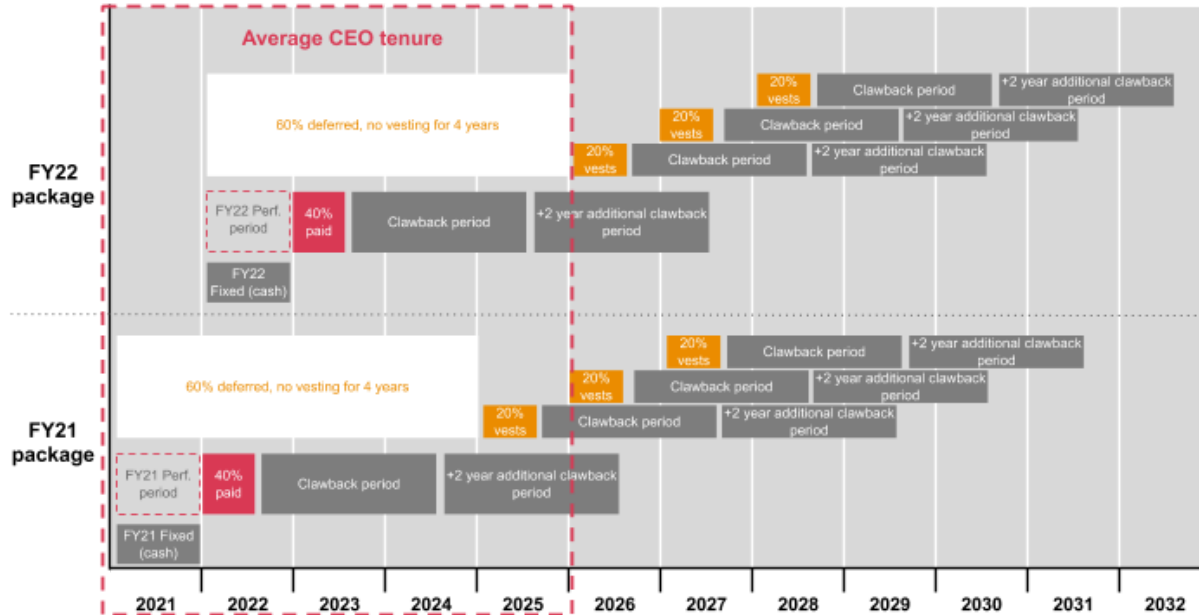 Average CEO tenure
20%
vests
Clawback period
+2 year additional clawback
period
20%
vests
Clawback period
+2 year additional clawback
period
60% deferred, no vesting for 4 years
20%
vests
Clawback period
+2 year additional clawback
period
FY22
package
FY22 Perf.
period
40%
paid
Clawback period
+2 year additional clawback
period
FY22
Fixed (cash)
20%
vests
Clawback period
+2 year additional clawback
period
60% deferred, no vesting for 4 years
20%
vests
Clawback period
+2 year additional clawback
period
20%
vests
Clawback period
+2 year additional clawback
period
FY21
package
FY21 Perf.
period
40%
paid
Clawback period
+2 year additional clawback
period
FY21 Fixed
(cash)
2021 2022 2023 2024 2025 2026 2027 2028 2029 2030 2031 2032